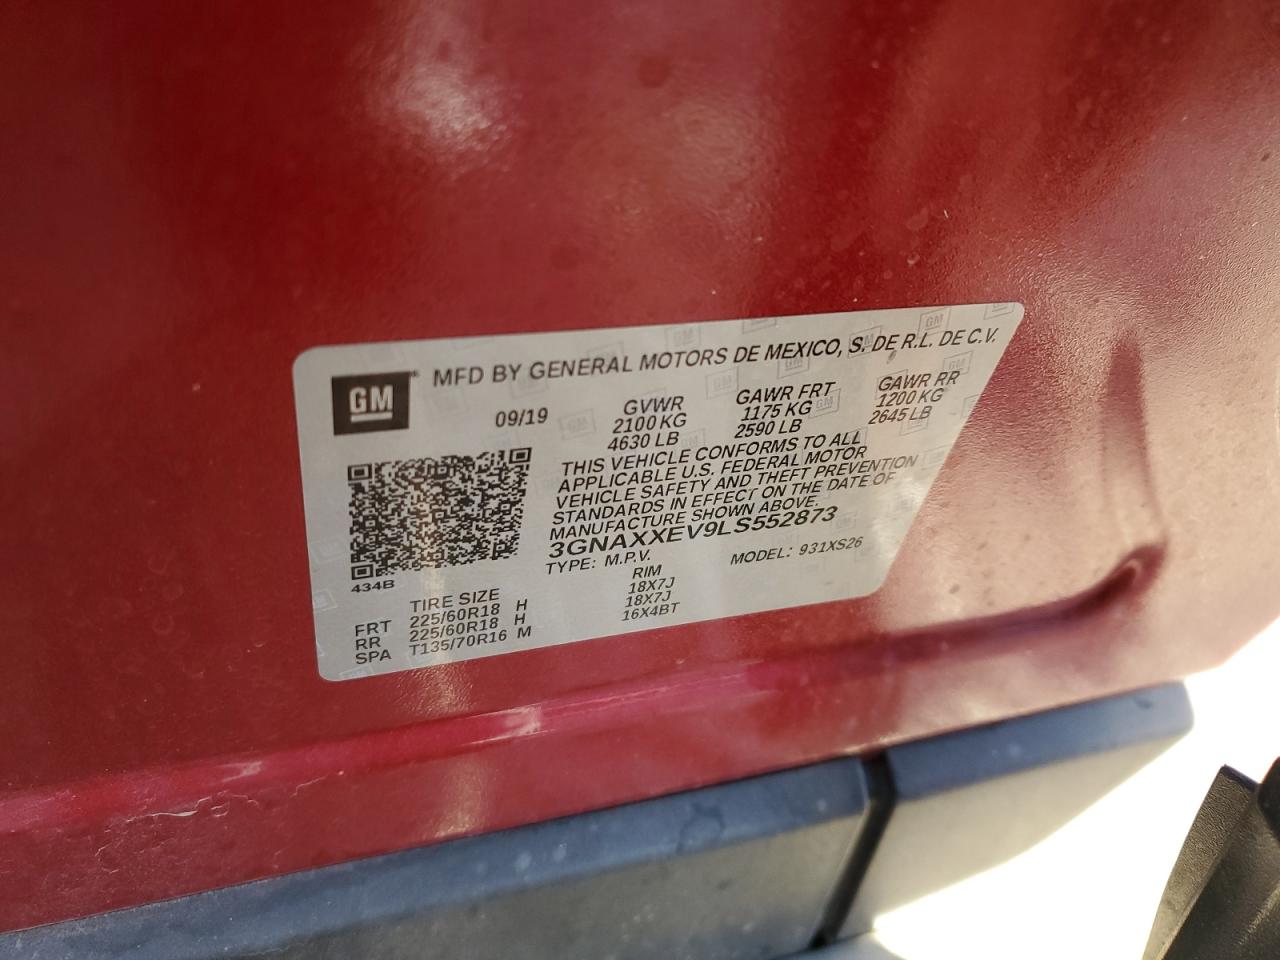 GM
MFD BY GENERAL MOTORS DE MEXICO, S. DE R.L. DE C.V.
09/19
GVWR
2100 KG
4630 LB
GAWR FRT
1175 KG
2590 LB
GAWR RR
1200 KG
2645 LB
THIS VEHICLE CONFORMS TO ALL
APPLICABLE U.S. FEDERAL MOTOR
VEHICLE SAFETY AND THEFT PREVENTION
STANDARDS IN EFFECT ON THE DATE OF
MANUFACTURE SHOWN ABOVE.
3GNAXXEV9LS552873
TYPE: M.P.V. MODEL: 931XS26
434B
TIRE SIZE RIM
FRT 225/60R18 H 18X7J
RR 225/60R18 H 18X7J
SPA T135/70R16 M 16X4BT